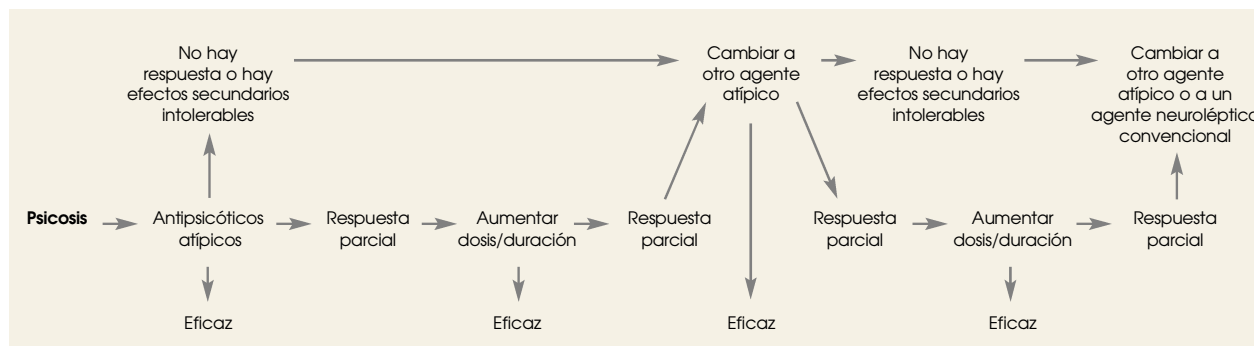 No hay
respuesta o hay
efectos secundarios
intolerables
Cambiar a
otro agente
atípico
No hay
respuesta o hay
efectos secundarios
intolerables
Cambiar a
otro agente
atípico o a un
agente neuroléptico
convencional
Psicosis
Antipsicóticos
atípicos
Respuesta
parcial
Aumentar
dosis/duración
Respuesta
parcial
Respuesta
parcial
Aumentar
dosis/duración
Respuesta
parcial
Eficaz
Eficaz
Eficaz
Eficaz